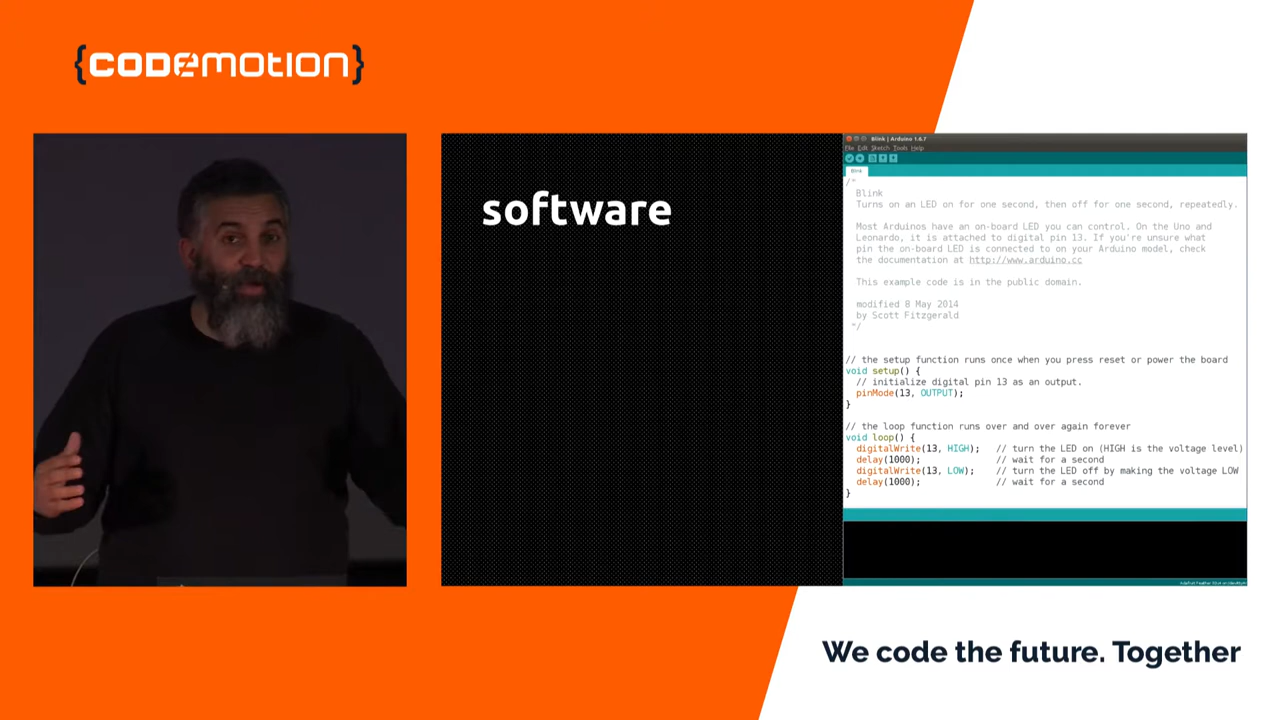 {CODEMOTION}
software
Blink | Arduino 1.6.7
File Edit Sketch Tools Help
Blink
/*
Blink
Turns on an LED on for one second, then off for one second, repeatedly.
Most Arduinos have an on-board LED you can control. On the Uno and
Leonardo, it is attached to digital pin 13. If you're unsure what
pin the on-board LED is connected to on your Arduino model, check
the documentation at http://www.arduino.cc
This example code is in the public domain.
modified 8 May 2014
by Scott Fitzgerald
*/
// the setup function runs once when you press reset or power the board
void setup() {
// initialize digital pin 13 as an output.
pinMode(13, OUTPUT);
}
// the loop function runs over and over again forever
void loop() {
digitalWrite(13, HIGH);   // turn the LED on (HIGH is the voltage level)
delay(1000);              // wait for a second
digitalWrite(13, LOW);    // turn the LED off by making the voltage LOW
delay(1000);              // wait for a second
}
We code the future. Together